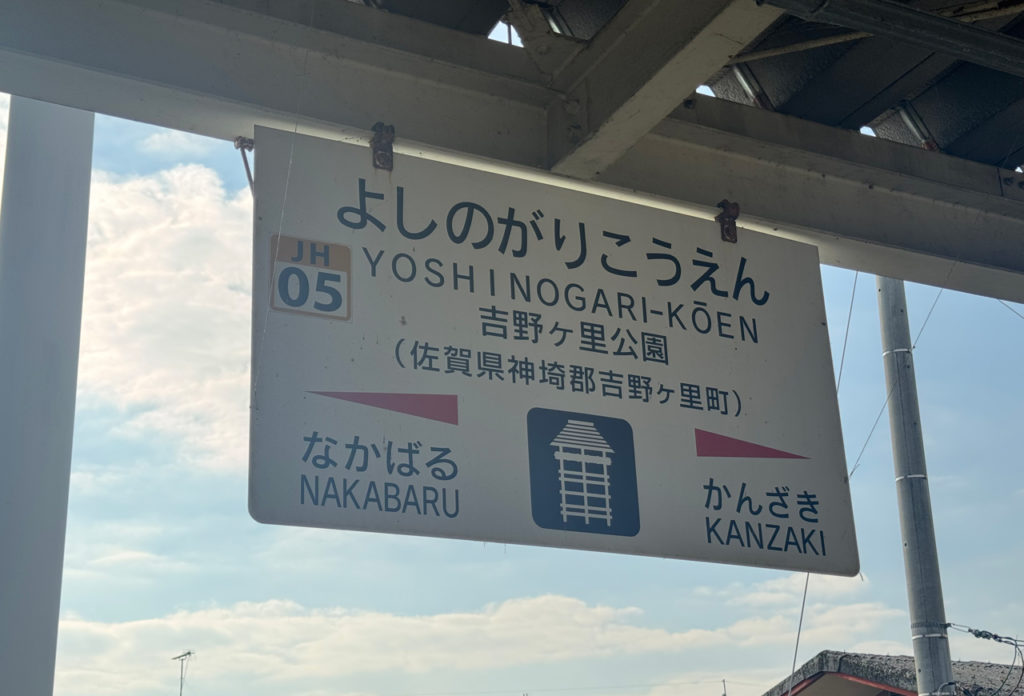 よしのがりこうえん
JH
05
YOSHINOGARI-KŌEN
吉野ヶ里公園
(佐賀県神埼郡吉野ヶ里町)
なかばる
NAKABARU
かんざき
KANZAKI